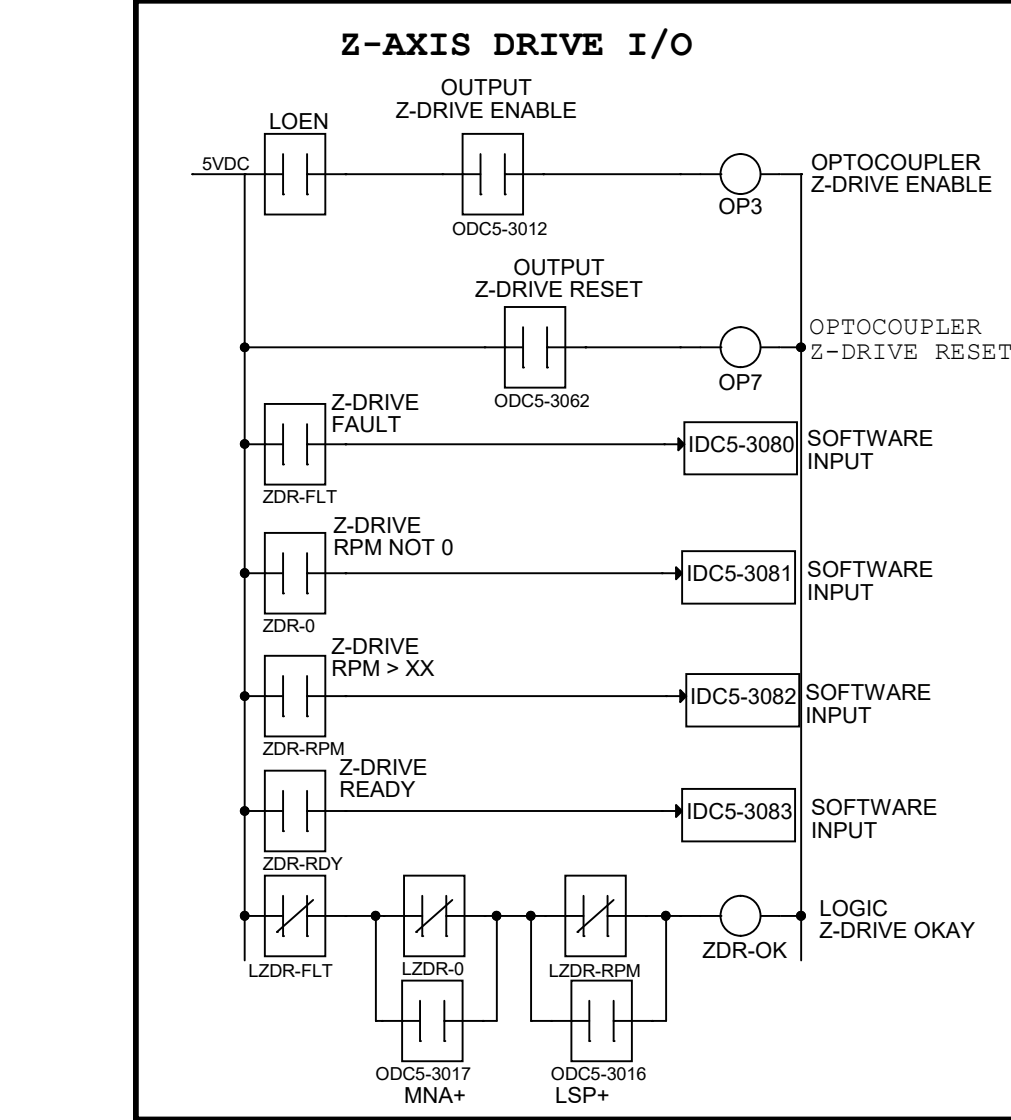 Z-AXIS DRIVE I/O
OUTPUT
Z-DRIVE ENABLE
LOEN
5VDC
OPTOCOUPLER
Z-DRIVE ENABLE
OP3
ODC5-3012
OUTPUT
Z-DRIVE RESET
OPTOCOUPLER
Z-DRIVE RESET
OP7
ODC5-3062
Z-DRIVE
FAULT
IDC5-3080
SOFTWARE
INPUT
ZDR-FLT
Z-DRIVE
RPM NOT 0
IDC5-3081
SOFTWARE
INPUT
ZDR-0
Z-DRIVE
RPM > XX
IDC5-3082
SOFTWARE
INPUT
ZDR-RPM
Z-DRIVE
READY
IDC5-3083
SOFTWARE
INPUT
ZDR-RDY
LOGIC
Z-DRIVE OKAY
ZDR-OK
LZDR-FLT
LZDR-0
LZDR-RPM
ODC5-3017
MNA+
ODC5-3016
LSP+